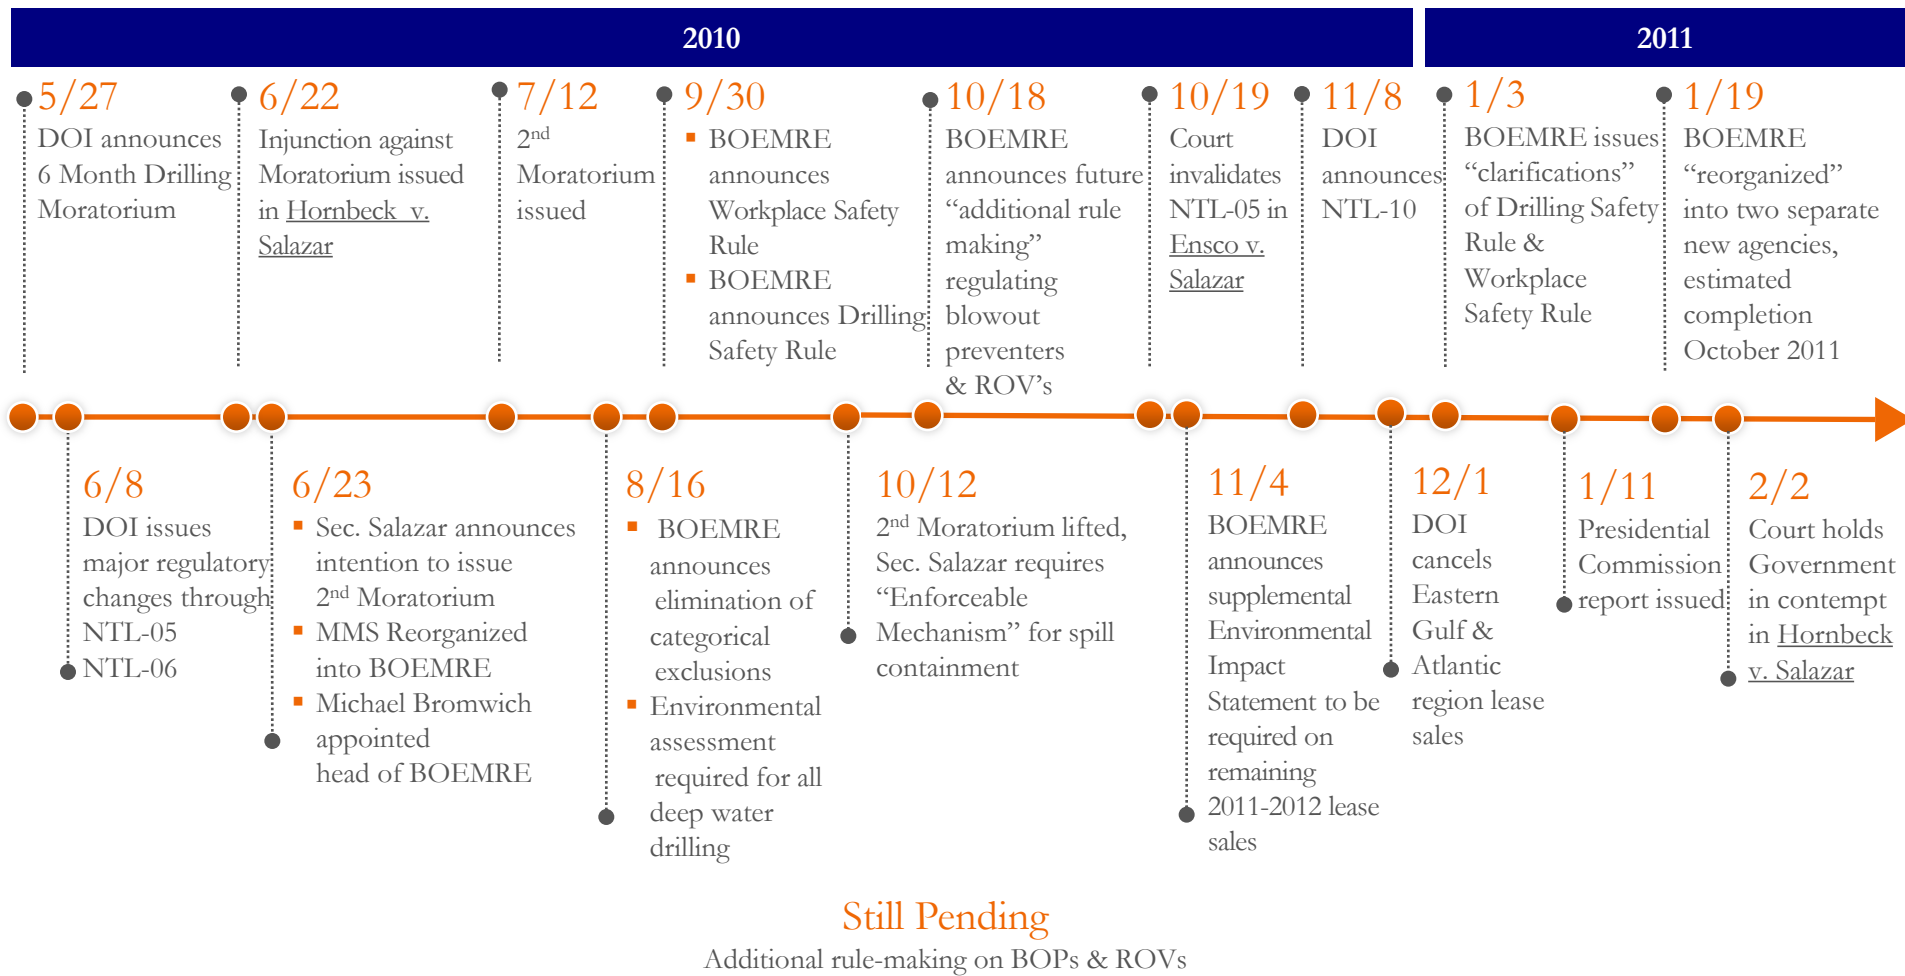 2010
2011
5/27
DOI announces
6 Month Drilling
Moratorium
6/22
Injunction against
Moratorium issued
in Hornbeck v.
Salazar
7/12
2nd
Moratorium
issued
9/30
▪ BOEMRE
announces
Workplace Safety
Rule
▪ BOEMRE
announces Drilling
Safety Rule
10/18
BOEMRE
announces future
“additional rule
making”
regulating
blowout
preventers
& ROV’s
10/19
Court
invalidates
NTL-05 in
Ensco v.
Salazar
11/8
DOI
announces
NTL-10
1/3
BOEMRE issues
“clarifications”
of Drilling Safety
Rule &
Workplace
Safety Rule
1/19
BOEMRE
“reorganized”
into two separate
new agencies,
estimated
completion
October 2011
6/8
DOI issues
major regulatory
changes through
NTL-05
NTL-06
6/23
▪ Sec. Salazar announces
intention to issue
2nd Moratorium
▪ MMS Reorganized
into BOEMRE
▪ Michael Bromwich
appointed
head of BOEMRE
8/16
▪ BOEMRE
announces
elimination of
categorical
exclusions
▪ Environmental
assessment
required for all
deep water
drilling
10/12
2nd Moratorium lifted,
Sec. Salazar requires
“Enforceable
Mechanism” for spill
containment
11/4
BOEMRE
announces
supplemental
Environmental
Impact
Statement to be
required on
remaining
2011-2012 lease
sales
12/1
DOI
cancels
Eastern
Gulf &
Atlantic
region lease
sales
1/11
Presidential
Commission
report issued
2/2
Court holds
Government
in contempt
in Hornbeck
v. Salazar
Still Pending
Additional rule-making on BOPs & ROVs